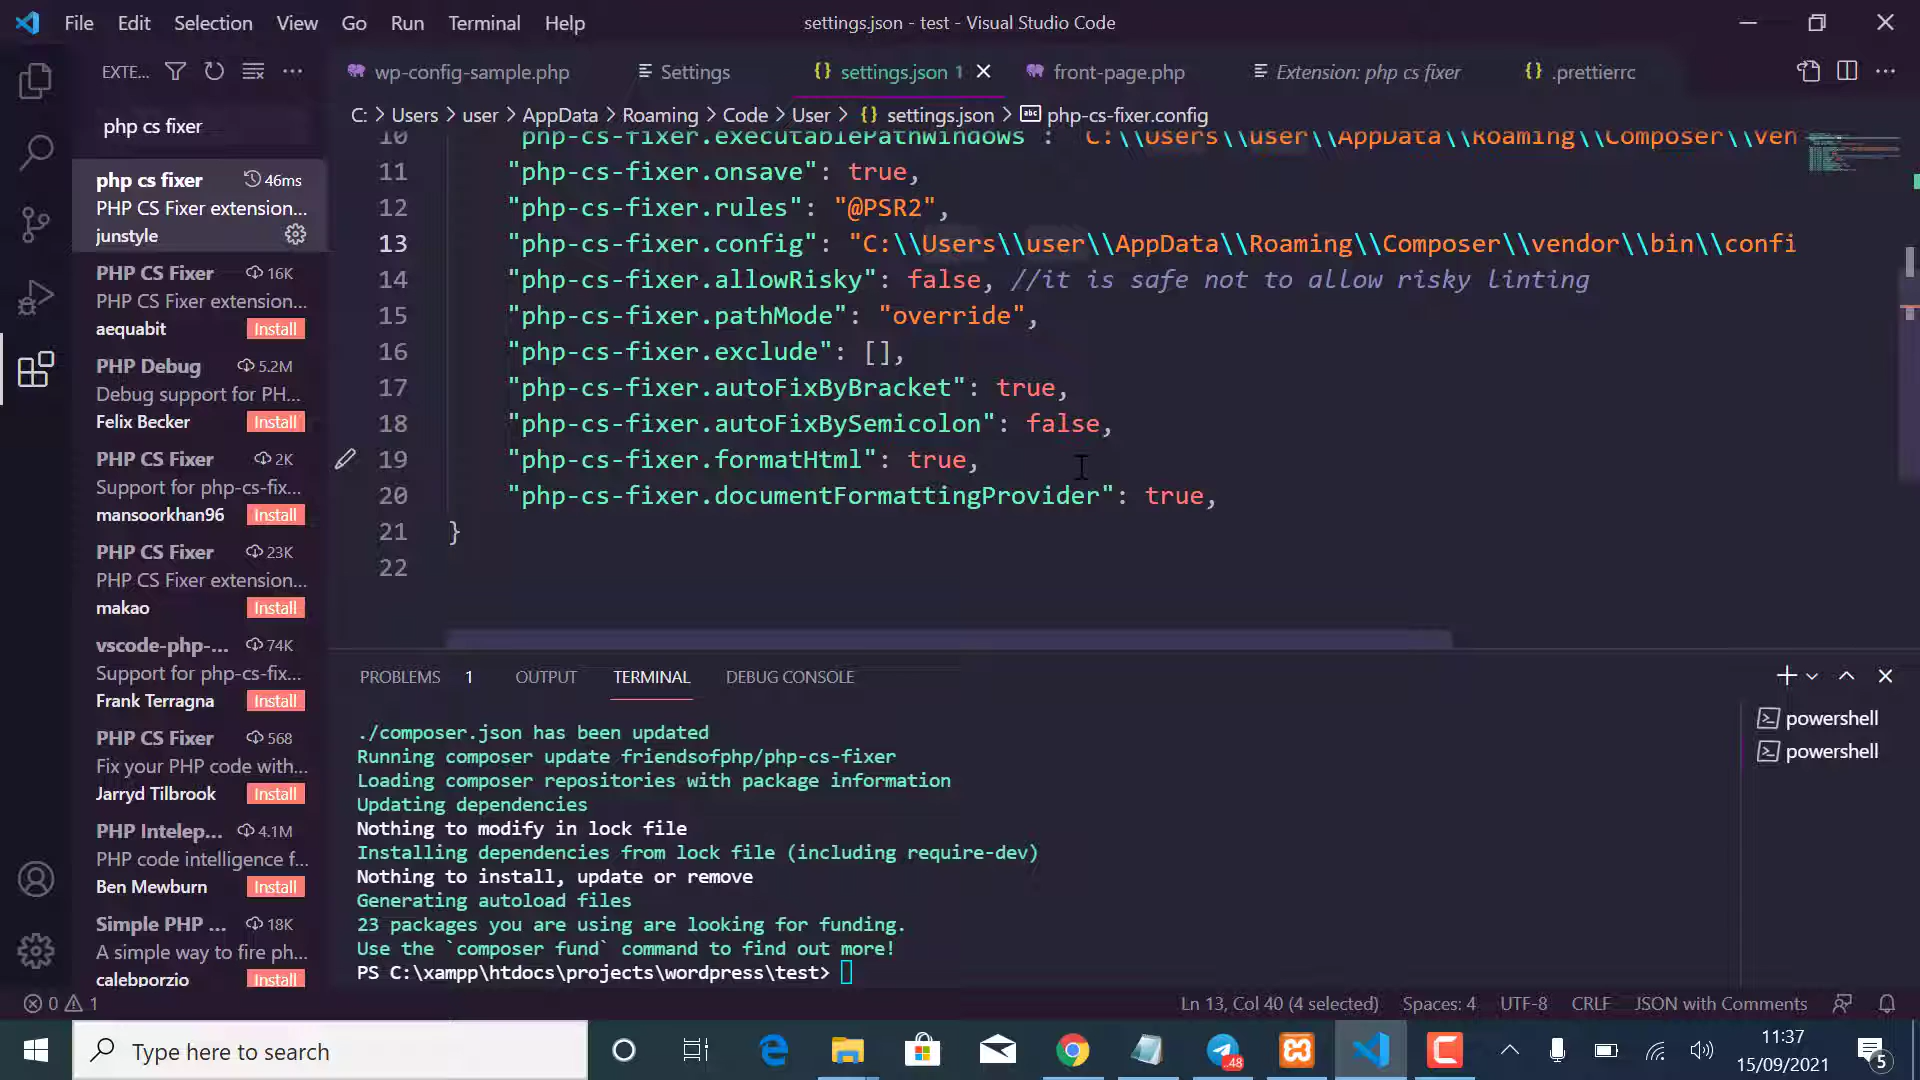 File Edit Selection View Go Run Terminal Help
settings.json - test - Visual Studio Code
EXTE...
wp-config-sample.php
Settings
settings.json 1
front-page.php
Extension: php cs fixer
.prettierrc
C: > Users > user > AppData > Roaming > Code > User > settings.json > php-cs-fixer.config
php cs fixer
php cs fixer 46ms
PHP CS Fixer extension...
junstyle
PHP CS Fixer 16K
PHP CS Fixer extension...
aequabit Install
PHP Debug 5.2M
Debug support for PH...
Felix Becker Install
PHP CS Fixer 2K
Support for php-cs-fix...
mansoorkhan96 Install
PHP CS Fixer 23K
PHP CS Fixer extension...
makao Install
vscode-php-... 74K
Support for php-cs-fix...
Frank Terragna Install
PHP CS Fixer 568
Fix your PHP code with...
Jarryd Tilbrook Install
PHP Intelep... 4.1M
PHP code intelligence f...
Ben Mewburn Install
Simple PHP ... 18K
A simple way to fire ph...
calebporzio Install
10 "php-cs-fixer.executablePathWindows": "C:\\Users\\user\\AppData\\Roaming\\Composer\\ven
11 "php-cs-fixer.onsave": true,
12 "php-cs-fixer.rules": "@PSR2",
13 "php-cs-fixer.config": "C:\\Users\\user\\AppData\\Roaming\\Composer\\vendor\\bin\\confi
14 "php-cs-fixer.allowRisky": false, //it is safe not to allow risky linting
15 "php-cs-fixer.pathMode": "override",
16 "php-cs-fixer.exclude": [],
17 "php-cs-fixer.autoFixByBracket": true,
18 "php-cs-fixer.autoFixBySemicolon": false,
19 "php-cs-fixer.formatHtml": true,
20 "php-cs-fixer.documentFormattingProvider": true,
21 }
22
PROBLEMS 1 OUTPUT TERMINAL DEBUG CONSOLE
./composer.json has been updated
Running composer update friendsofphp/php-cs-fixer
Loading composer repositories with package information
Updating dependencies
Nothing to modify in lock file
Installing dependencies from lock file (including require-dev)
Nothing to install, update or remove
Generating autoload files
23 packages you are using are looking for funding.
Use the `composer fund` command to find out more!
PS C:\xampp\htdocs\projects\wordpress\test>
powershell
powershell
0 1
Ln 13, Col 40 (4 selected) Spaces: 4 UTF-8 CRLF JSON with Comments
Type here to search
48
11:37
15/09/2021
5